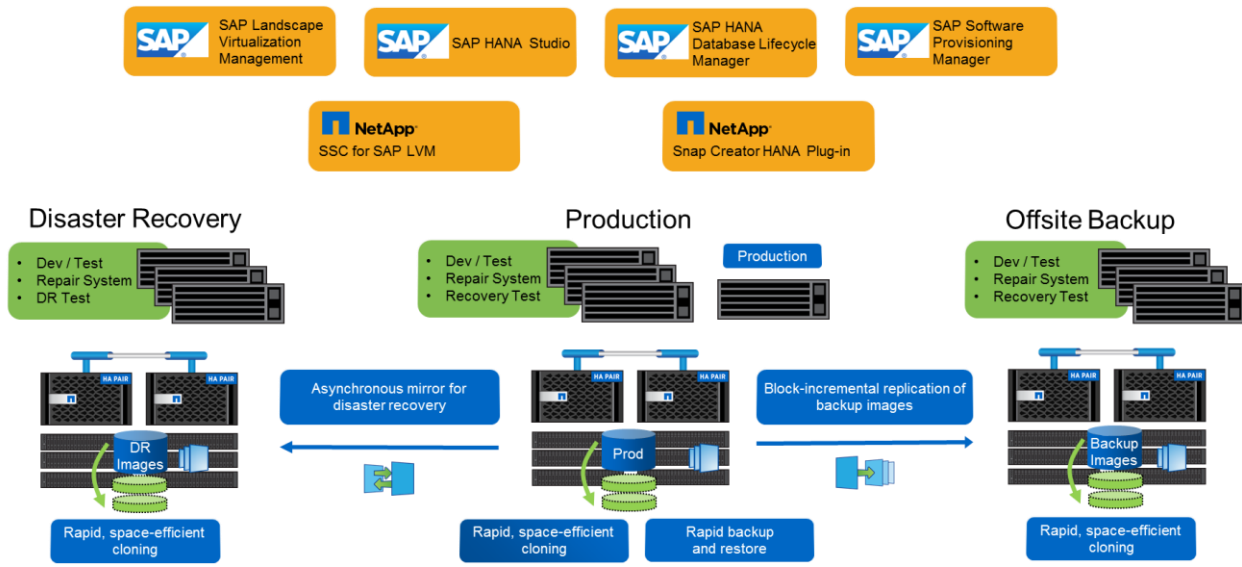 SAP
SAP Landscape
Virtualization
Management
SAP
SAP HANA Studio
SAP
SAP HANA
Database Lifecycle
Manager
SAP
SAP Software
Provisioning
Manager
NetApp
SSC for SAP LVM
NetApp
Snap Creator HANA Plug-in
Disaster Recovery
Production
Offsite Backup
• Dev / Test
• Repair System
• DR Test
• Dev / Test
• Repair System
• Recovery Test
Production
• Dev / Test
• Repair System
• Recovery Test
HA PAIR
HA PAIR
Asynchronous mirror for
disaster recovery
HA PAIR
HA PAIR
Block-incremental replication of
backup images
HA PAIR
HA PAIR
DR
Images
Prod
Backup
Images
Rapid, space-efficient
cloning
Rapid, space-efficient
cloning
Rapid backup
and restore
Rapid, space-efficient
cloning